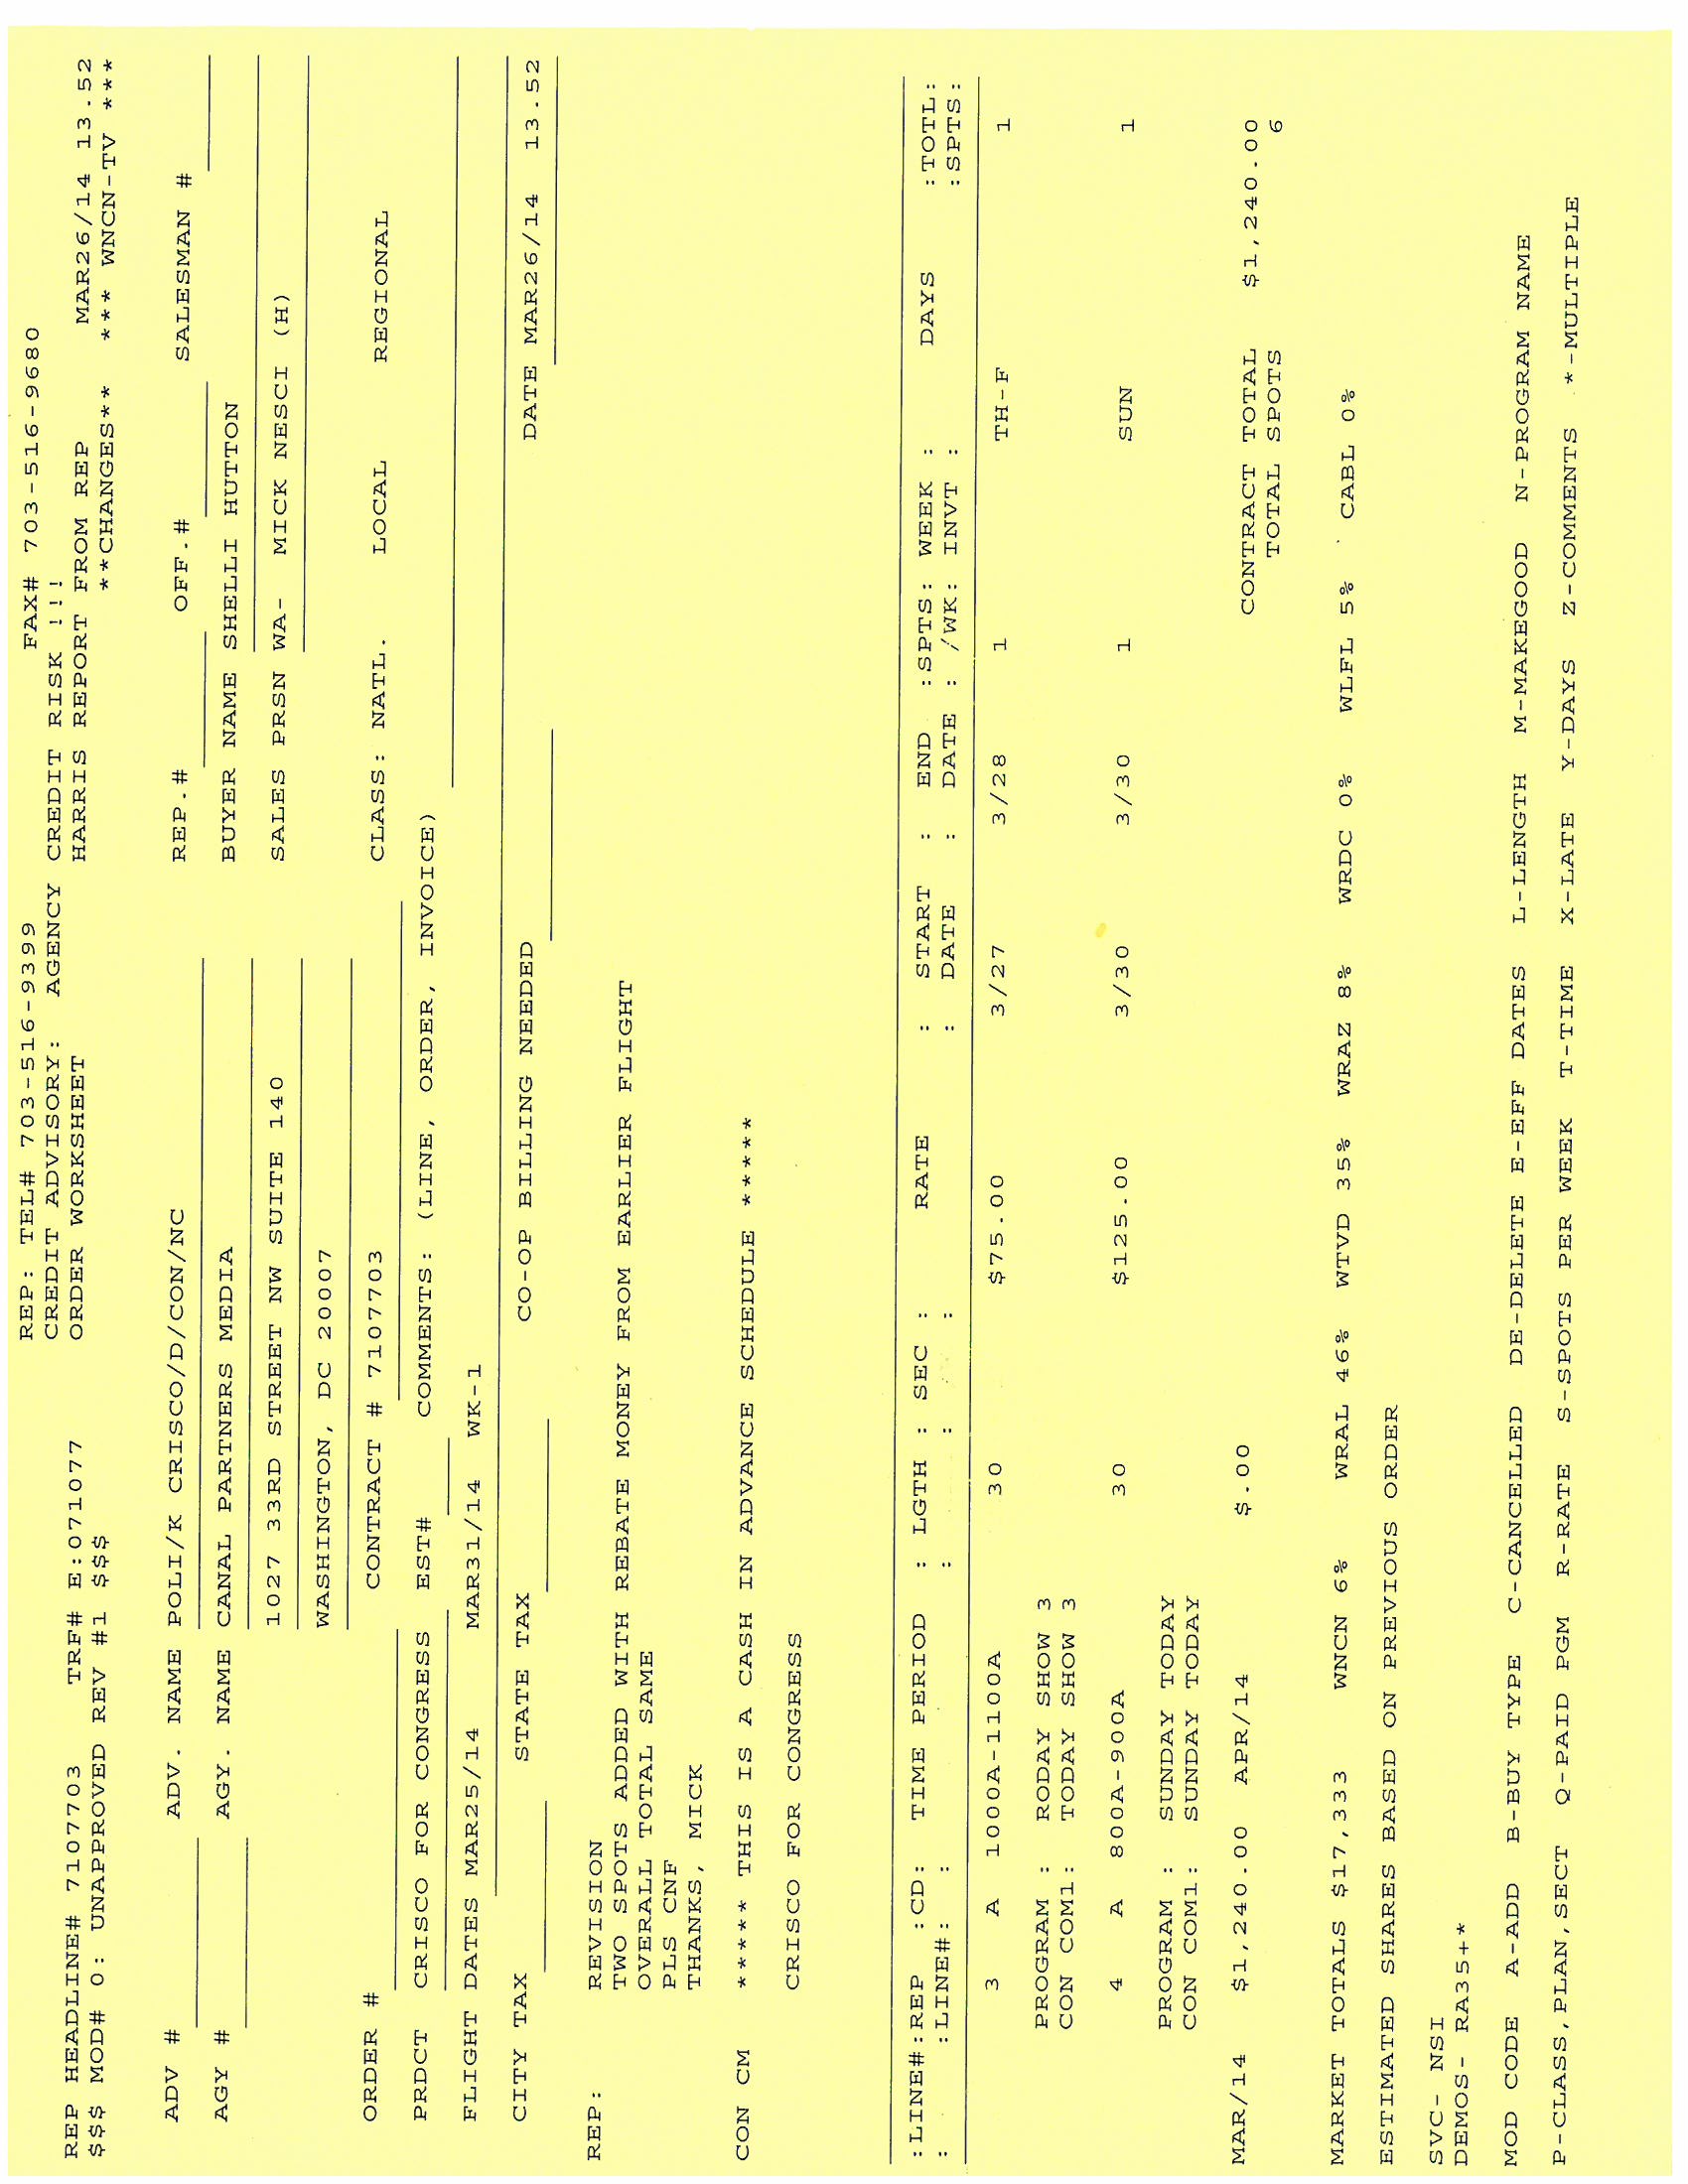 REP: TEL# 703-516-9399 FAX# 703-516-9680
CREDIT ADVISORY: AGENCY CREDIT RISK !!!
REP HEADLINE# 7107703 TRF# E:071077 ORDER WORKSHEET HARRIS REPORT FROM REP MAR26/14 13.52
$$$ MOD# 0: UNAPPROVED REV #1 $$$ **CHANGES** *** WNCN-TV ***
ADV # ADV. NAME POLI/K CRISCO/D/CON/NC REP.# OFF.# SALESMAN #
AGY # AGY. NAME CANAL PARTNERS MEDIA BUYER NAME SHELLI HUTTON
1027 33RD STREET NW SUITE 140 SALES PRSN WA- MICK NESCI (H)
WASHINGTON, DC 20007
ORDER # CONTRACT # 7107703 CLASS: NATL. LOCAL REGIONAL
PRDCT CRISCO FOR CONGRESS EST# COMMENTS: (LINE, ORDER, INVOICE)
FLIGHT DATES MAR25/14 MAR31/14 WK-1
CITY TAX STATE TAX CO-OP BILLING NEEDED DATE MAR26/14 13.52
REP: REVISION
TWO SPOTS ADDED WITH REBATE MONEY FROM EARLIER FLIGHT
OVERALL TOTAL SAME
PLS CNF
THANKS, MICK
CON CM ***** THIS IS A CASH IN ADVANCE SCHEDULE *****
CRISCO FOR CONGRESS
:LINE#:REP :CD: TIME PERIOD : LGTH : SEC : RATE : START : END :SPTS: WEEK : DAYS :TOTL:
: :LINE#: : : : : : DATE : DATE : /WK: INVT : :SPTS:
3 A 1000A-1100A 30 $75.00 3/27 3/28 1 TH-F 1
PROGRAM : RODAY SHOW 3
CON COM1: TODAY SHOW 3
4 A 800A-900A 30 $125.00 3/30 3/30 1 SUN 1
PROGRAM : SUNDAY TODAY
CON COM1: SUNDAY TODAY
MAR/14 $1,240.00 APR/14 $.00 CONTRACT TOTAL $1,240.00
TOTAL SPOTS 6
MARKET TOTALS $17,333 WNCN 6% WRAL 46% WTVD 35% WRAZ 8% WRDC 0% WLFL 5% CABL 0%
ESTIMATED SHARES BASED ON PREVIOUS ORDER
SVC- NSI
DEMOS- RA35+*
MOD CODE A-ADD B-BUY TYPE C-CANCELLED DE-DELETE E-EFF DATES L-LENGTH M-MAKEGOOD N-PROGRAM NAME
P-CLASS,PLAN,SECT Q-PAID PGM R-RATE S-SPOTS PER WEEK T-TIME X-LATE Y-DAYS Z-COMMENTS *-MULTIPLE